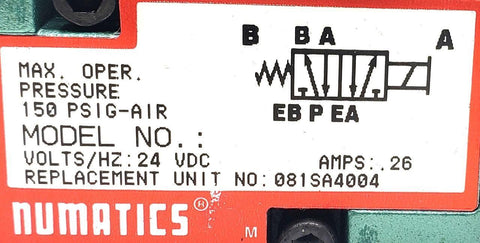 B B A A
MAX. OPER.
PRESSURE
150 PSIG-AIR
EB P EA
MODEL NO.:
VOLTS/HZ: 24 VDC AMPS: .26
REPLACEMENT UNIT NO: 081SA4004
NUMATICS®
M